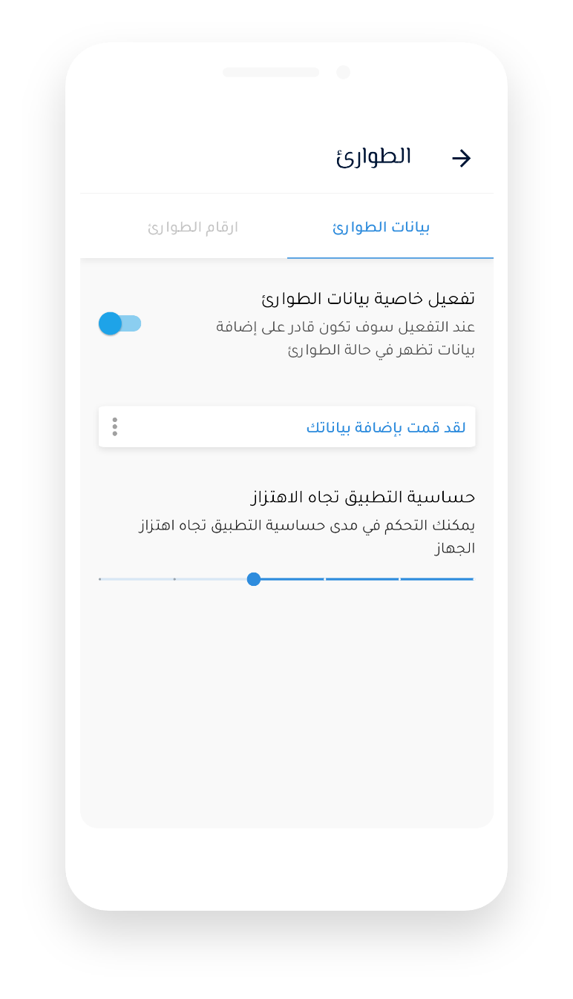 الطوارئ
بيانات الطوارئ
ارقام الطوارئ
تفعيل خاصية بيانات الطوارئ
عند التفعيل سوف تكون قادر على إضافة
بيانات تظهر في حالة الطوارئ
لقد قمت بإضافة بياناتك
حساسية التطبيق تجاه الاهتزاز
يمكنك التحكم في مدى حساسية التطبيق تجاه اهتزاز
الجهاز